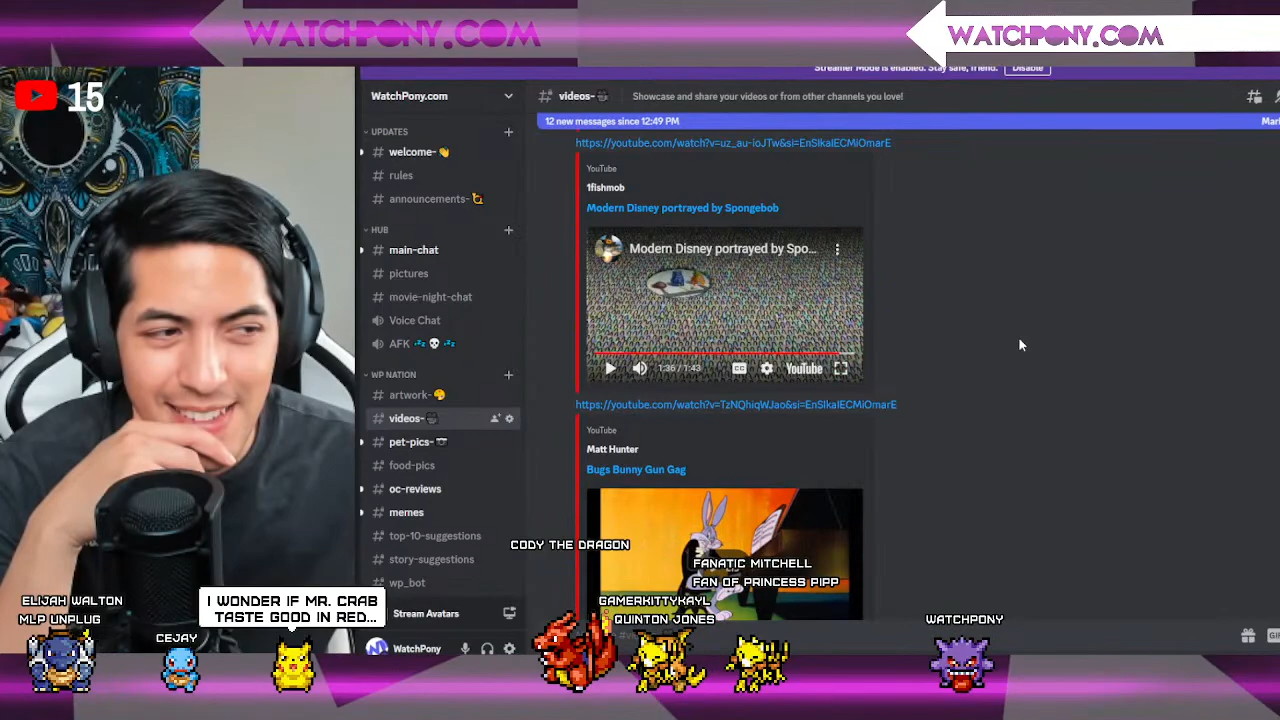 WATCHPONY.COM
WATCHPONY.COM
15
Streamer Mode is enabled. Stay safe, friend. Disable
WatchPony.com
videos-
Showcase and share your videos or from other channels you love!
12 new messages since 12:49 PM
UPDATES
welcome-
rules
announcements-
HUB
main-chat
pictures
movie-night-chat
Voice Chat
AFK
WP NATION
artwork-
videos-
pet-pics-
food-pics
oc-reviews
memes
top-10-suggestions
story-suggestions
wp_bot
Stream Avatars
WatchPony
https://youtube.com/watch?v=uz_au-ioJTw&si=EnSIkaIECMiOmarE
YouTube
1fishmob
Modern Disney portrayed by Spongebob
Modern Disney portrayed by Spo...
1:36 / 1:43
CC
YouTube
https://youtube.com/watch?v=TzNQhiqWJao&si=EnSIkaIECMiOmarE
YouTube
Matt Hunter
Bugs Bunny Gun Gag
CODY THE DRAGON
FANATIC MITCHELL
FAN OF PRINCESS PIPP
ELIJAH WALTON
MLP UNPLUG
CEJAY
I WONDER IF MR. CRAB
TASTE GOOD IN RED...
GAMERKITTYKAYL
QUINTON JONES
WATCHPONY